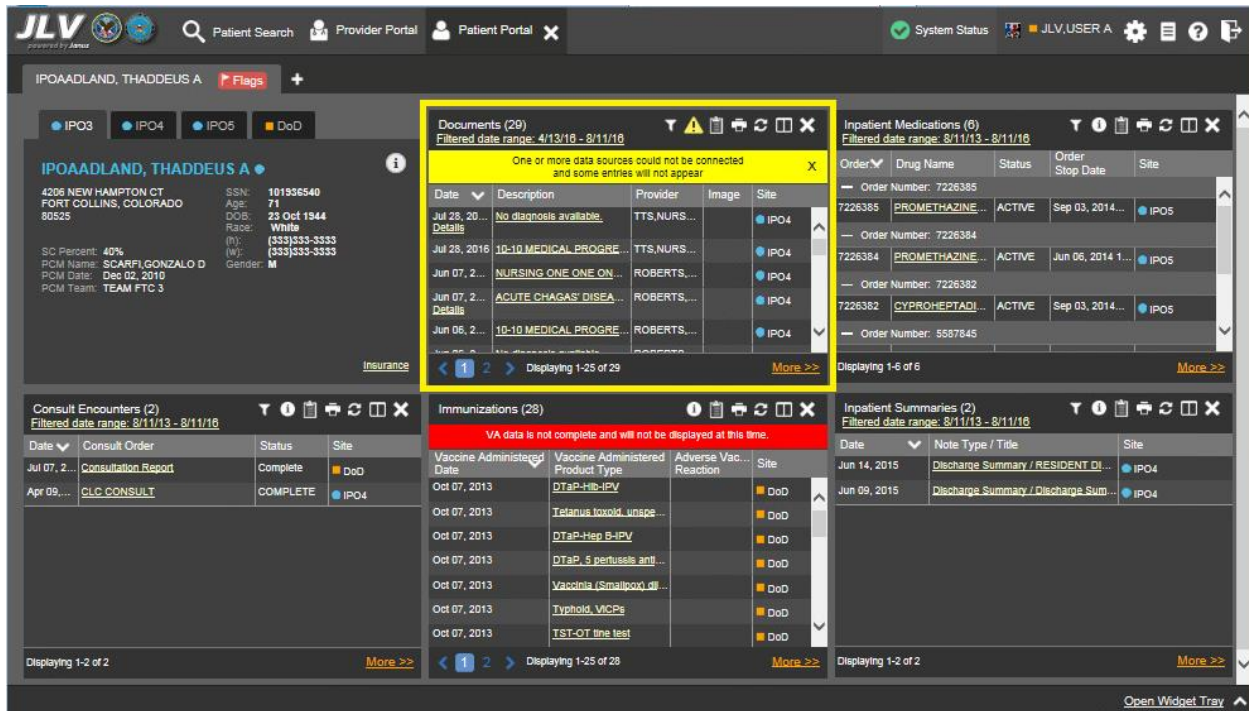 JLV
powered by Janus
Patient Search
Provider Portal
Patient Portal
System Status
JLV,USER A
IPOAADLAND, THADDEUS A
Flags
IPO3 IPO4 IPO5 DoD
IPOAADLAND, THADDEUS A
4206 NEW HAMPTON CT
FORT COLLINS, COLORADO
80525
SSN: 101936540
Age: 71
DOB: 23 Oct 1944
Race: White
(h): (333)333-3333
(w): (333)333-3333
Gender: M
SC Percent: 40%
PCM Name: SCARFI,GONZALO D
PCM Date: Dec 02, 2010
PCM Team: TEAM FTC 3
Insurance
Documents (29)
Filtered date range: 4/13/16 - 8/11/16
One or more data sources could not be connected
and some entries will not appear
X
Date Description Provider Image Site
Jul 28, 20... No diagnosis available. TTS,NURS... IPO4
Details
Jul 28, 2016 10-10 MEDICAL PROGRE... TTS,NURS... IPO4
Jun 07, 2... NURSING ONE ONE ON... ROBERTS,... IPO4
Jun 07, 2... ACUTE CHAGAS' DISEA... ROBERTS,... IPO4
Details
Jun 06, 2... 10-10 MEDICAL PROGRE... ROBERTS,... IPO4
1 2 Displaying 1-25 of 29 More >>
Inpatient Medications (6)
Filtered date range: 8/11/13 - 8/11/16
Order Drug Name Status Order Stop Date Site
Order Number: 7226385
7226385 PROMETHAZINE... ACTIVE Sep 03, 2014... IPO5
Order Number: 7226384
7226384 PROMETHAZINE... ACTIVE Jun 06, 2014 1... IPO5
Order Number: 7226382
7226382 CYPROHEPTADI... ACTIVE Sep 03, 2014... IPO5
Order Number: 5587845
Displaying 1-6 of 6 More >>
Consult Encounters (2)
Filtered date range: 8/11/13 - 8/11/16
Date Consult Order Status Site
Jul 07, 2... Consultation Report Complete DoD
Apr 09,... CLC CONSULT COMPLETE IPO4
Displaying 1-2 of 2 More >>
Immunizations (28)
VA data is not complete and will not be displayed at this time.
Vaccine Administered Date Vaccine Administered Product Type Adverse Vac... Reaction Site
Oct 07, 2013 DTaP-Hib-IPV DoD
Oct 07, 2013 Tetanus toxoid, unspe... DoD
Oct 07, 2013 DTaP-Hep B-IPV DoD
Oct 07, 2013 DTaP, 5 pertussis anti... DoD
Oct 07, 2013 Vaccinia (Smallpox) dil... DoD
Oct 07, 2013 Typhoid, VICPs DoD
Oct 07, 2013 TST-OT tine test DoD
1 2 Displaying 1-25 of 28 More >>
Inpatient Summaries (2)
Filtered date range: 8/11/13 - 8/11/16
Date Note Type / Title Site
Jun 14, 2015 Discharge Summary / RESIDENT DI... IPO4
Jun 09, 2015 Discharge Summary / Discharge Sum... IPO4
Displaying 1-2 of 2 More >>
Open Widget Tray